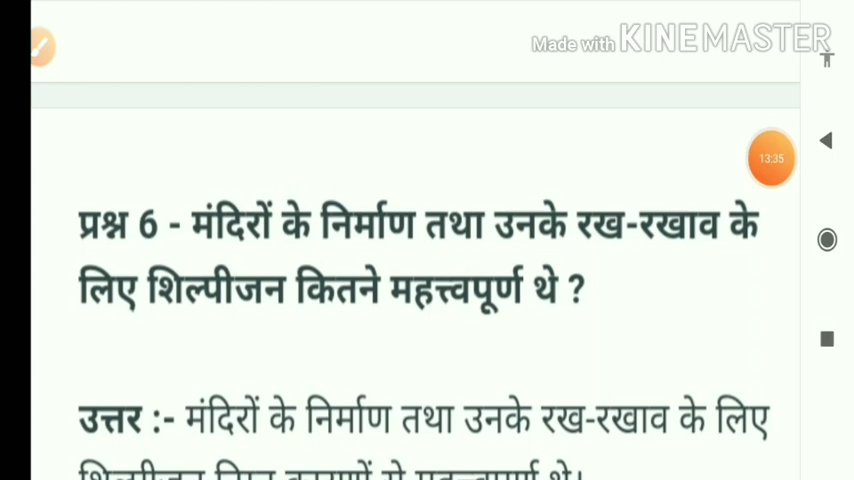 Made with KINEMASTER
13:35
प्रश्न 6 - मंदिरों के निर्माण तथा उनके रख-रखाव के
लिए शिल्पीजन कितने महत्त्वपूर्ण थे ?
उत्तर :- मंदिरों के निर्माण तथा उनके रख-रखाव के लिए